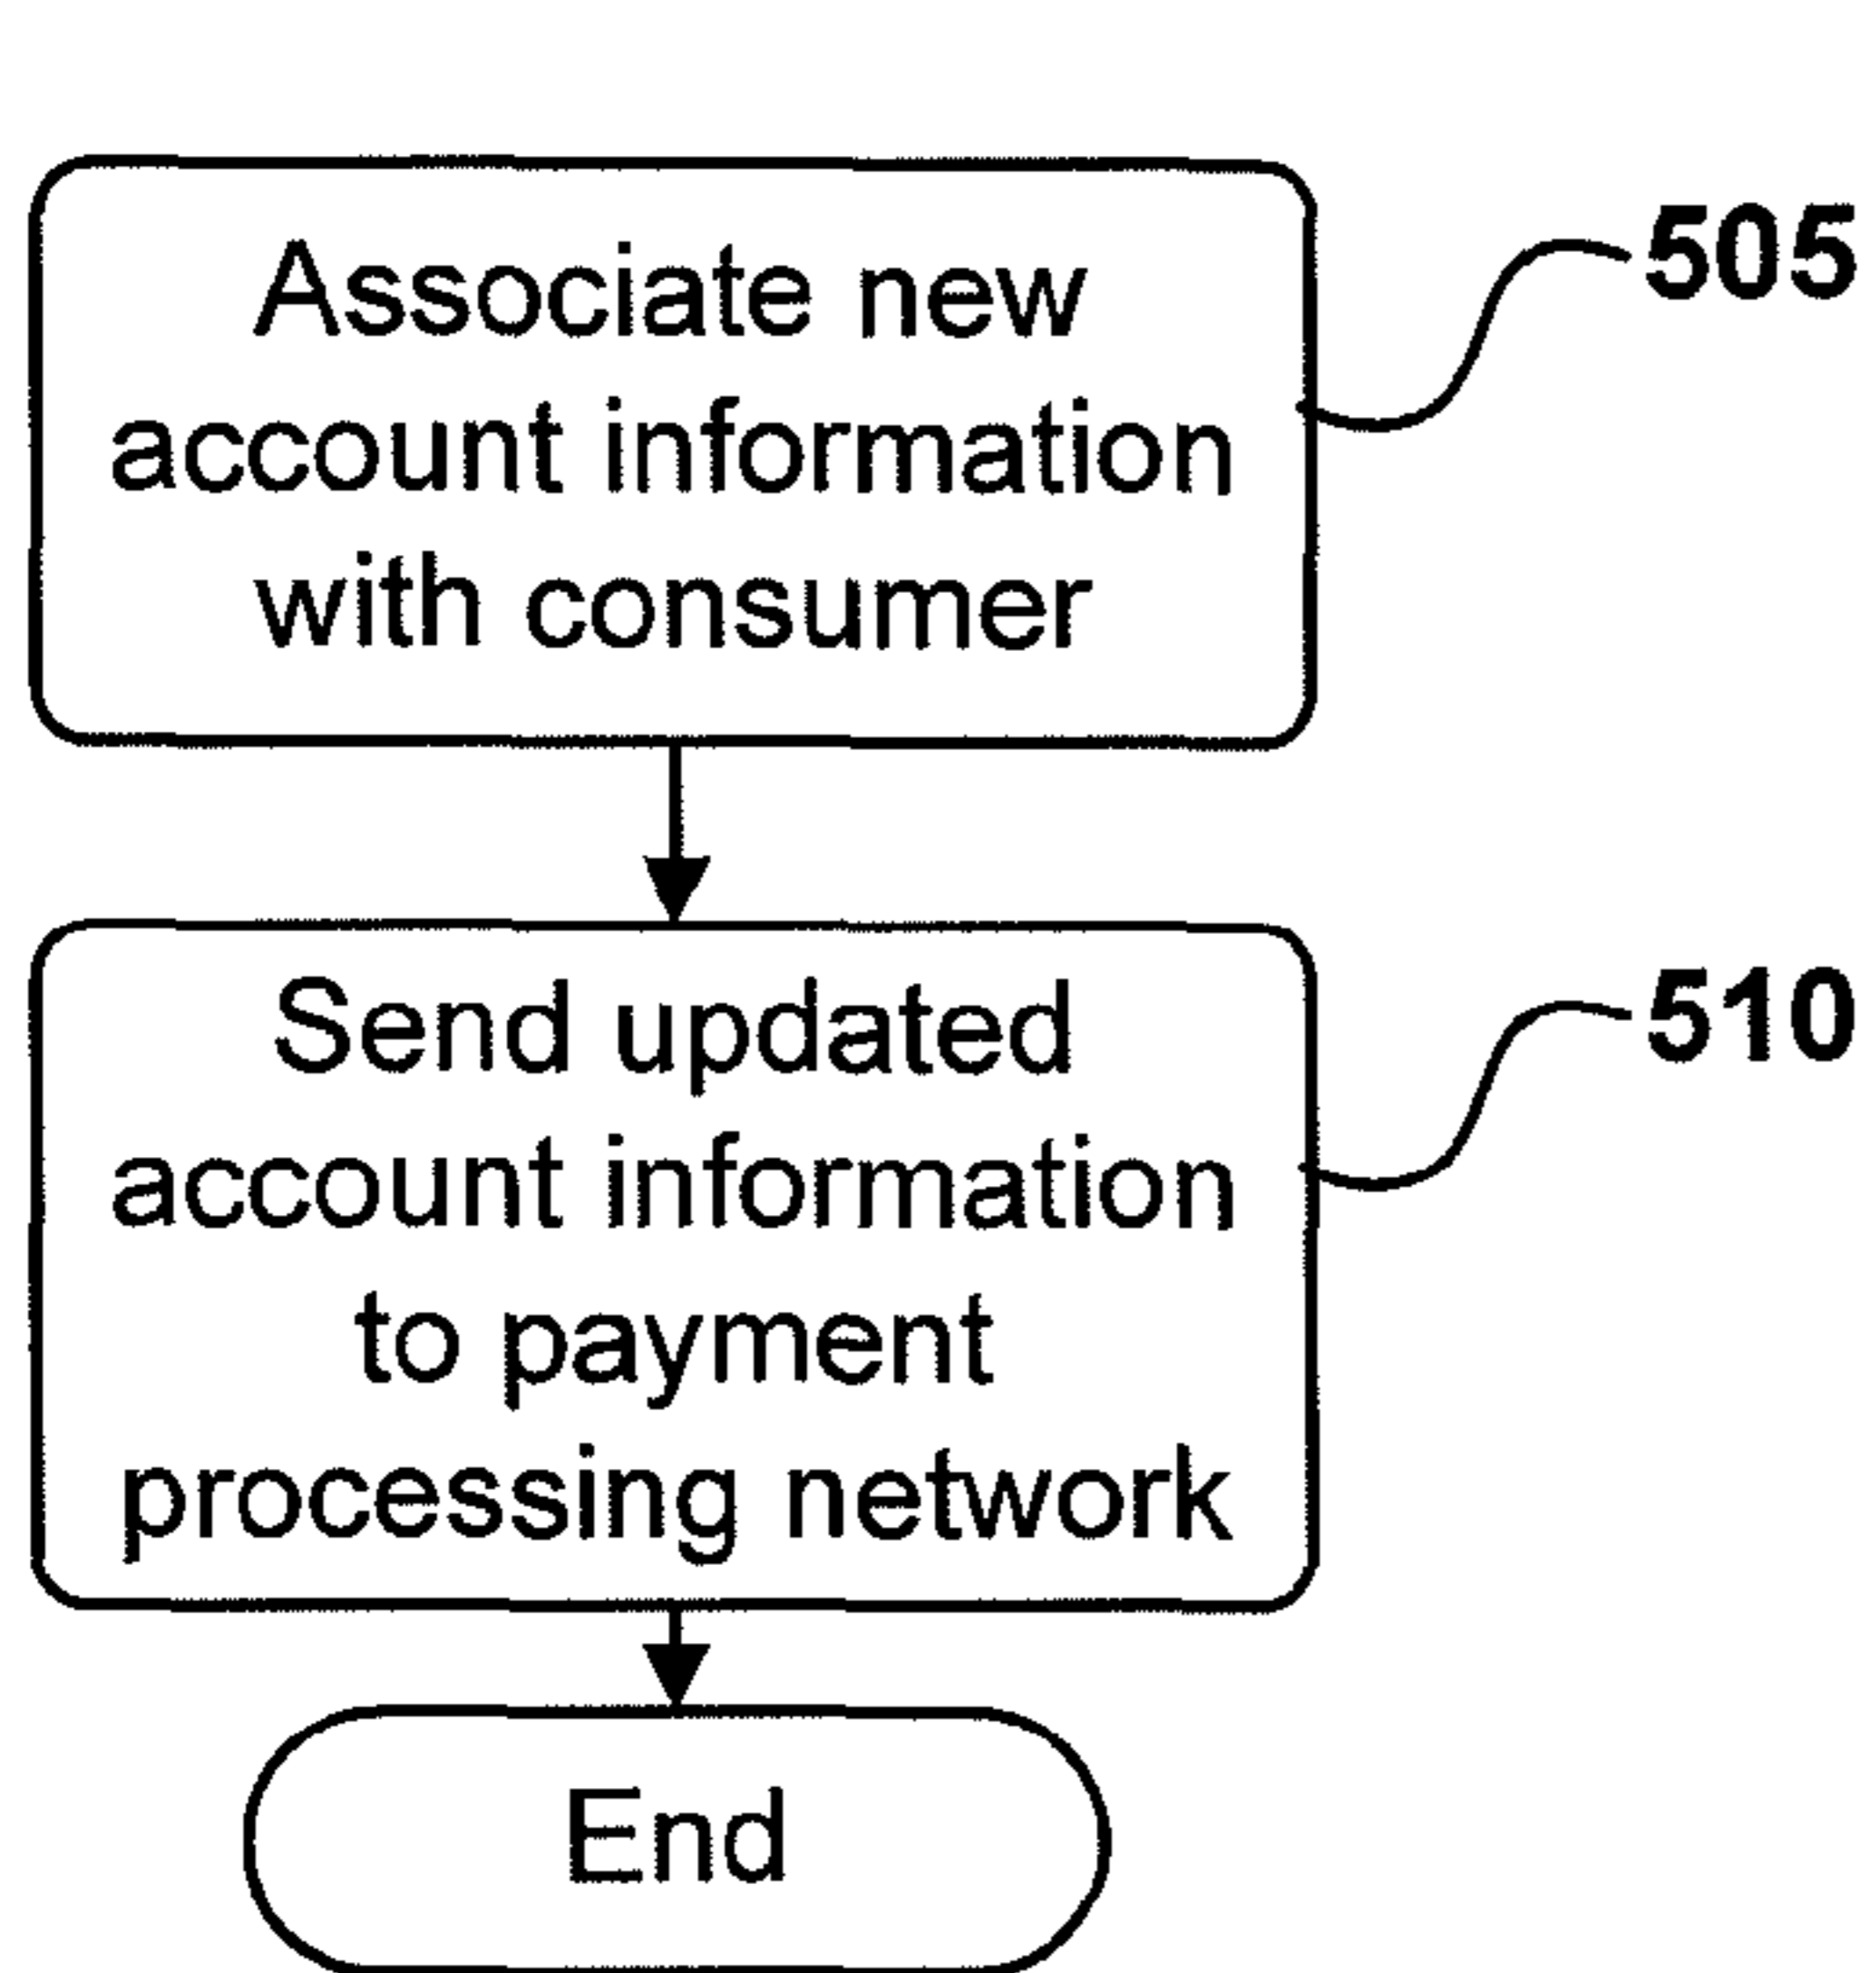 Associate new
account information
with consumer
505
Send updated
account information
to payment
processing network
510
End